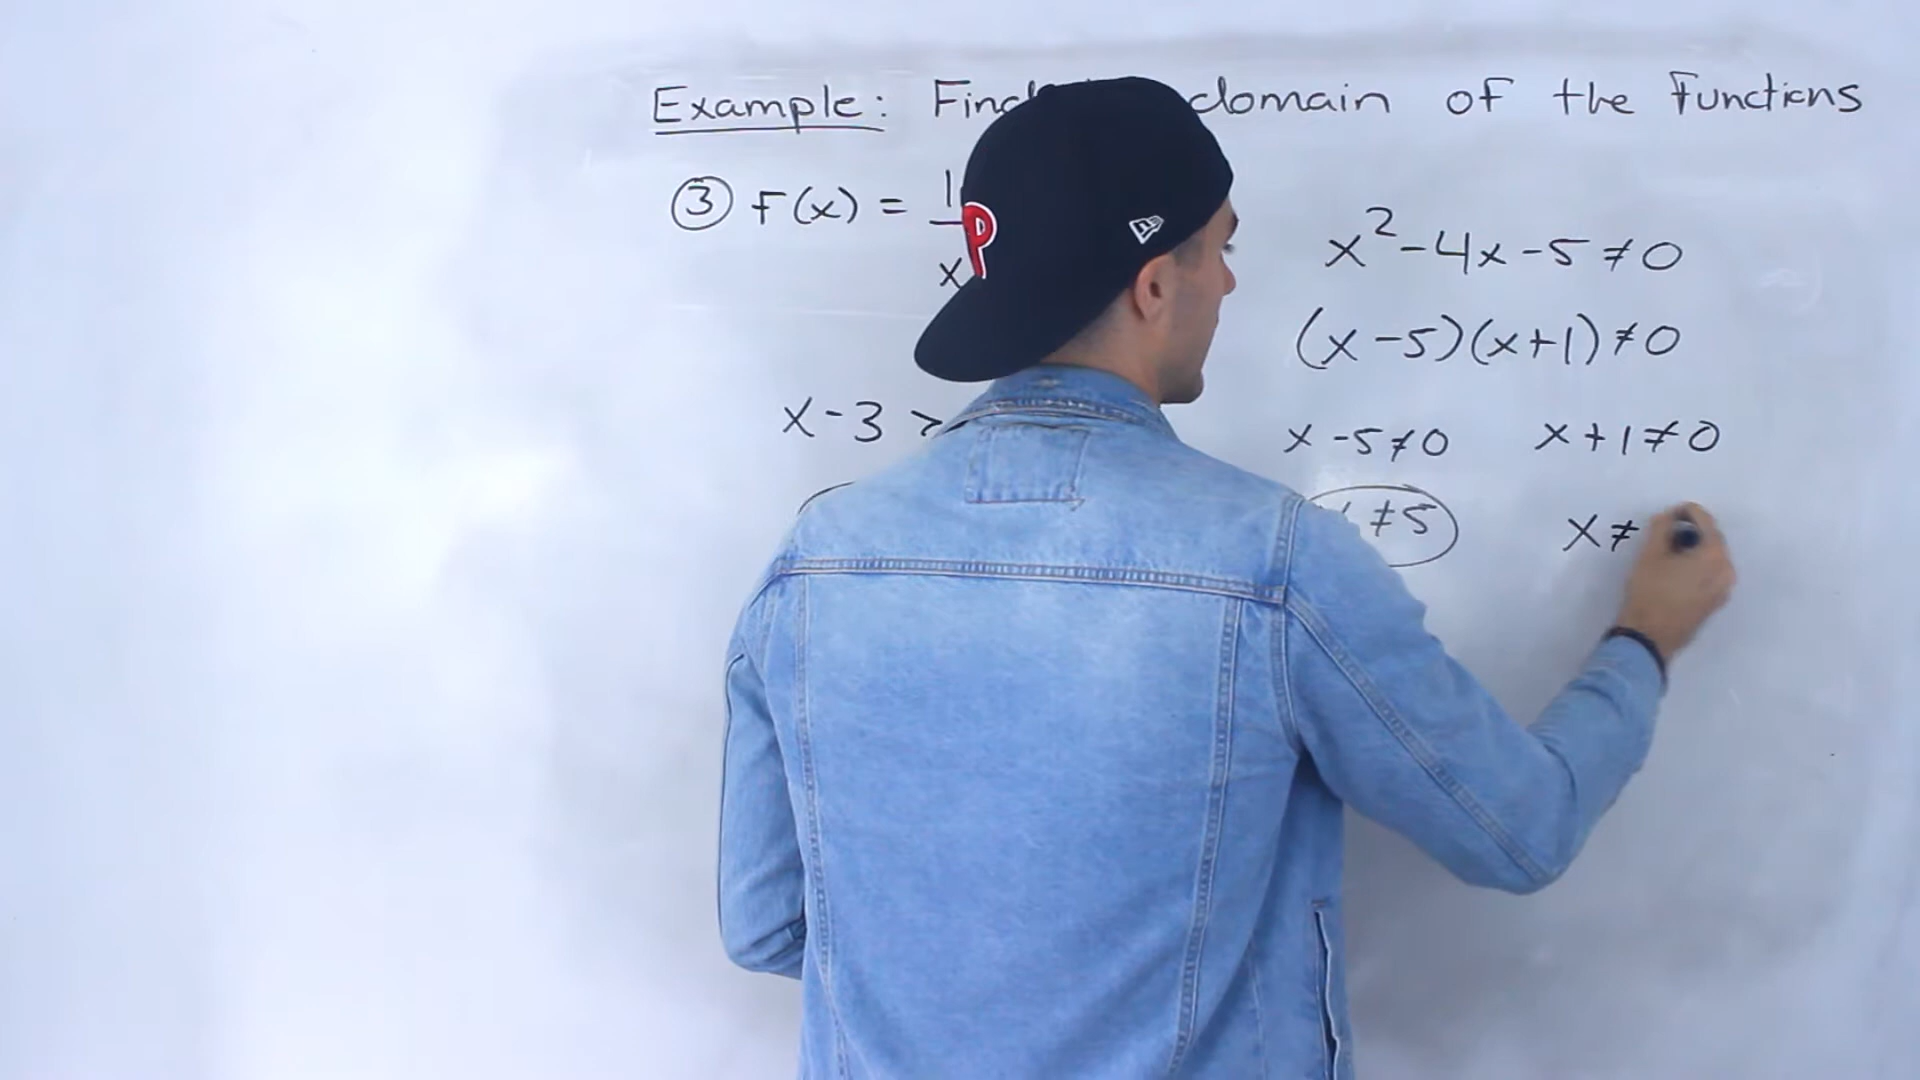 Example: Find domain of the functions
③ F(x) = 1
x
x² - 4x - 5 ≠ 0
(x - 5)(x + 1) ≠ 0
x - 3 >
x - 5 ≠ 0 x + 1 ≠ 0
≠ 5 x ≠
P